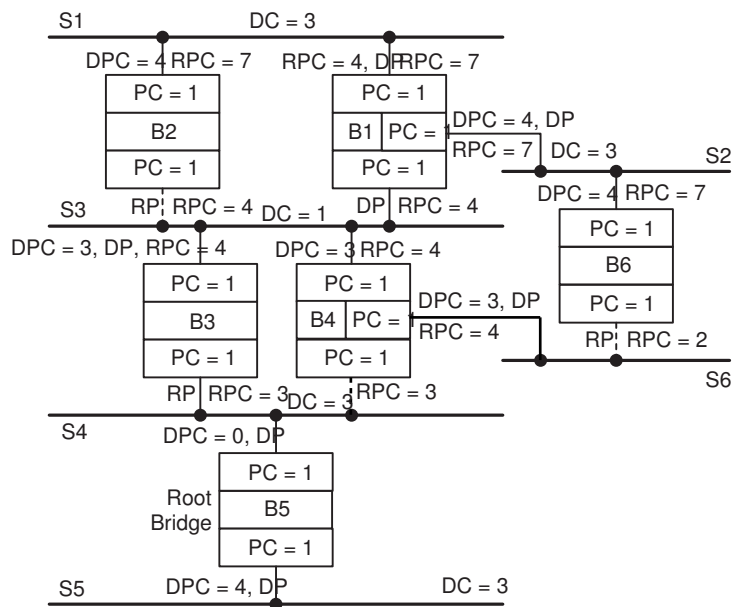 S1 DC = 3
DPC = 4 RPC = 7 RPC = 4, DP RPC = 7
PC = 1 PC = 1
B2 B1 PC = 1 DPC = 4, DP
PC = 1 PC = 1 RPC = 7 DC = 3 S2
RP RPC = 4 DP RPC = 4 DPC = 4 RPC = 7
S3 DC = 1
PC = 1
DPC = 3, DP, RPC = 4 DPC = 3 RPC = 4
B6
PC = 1 PC = 1 DPC = 3, DP
B3 B4 PC = 1 PC = 1
PC = 1 PC = 1 RPC = 4 RP RPC = 2
S6
RP RPC = 3 DC = 3 RPC = 3
S4
DPC = 0, DP
PC = 1
Root Bridge B5
PC = 1
S5 DPC = 4, DP DC = 3